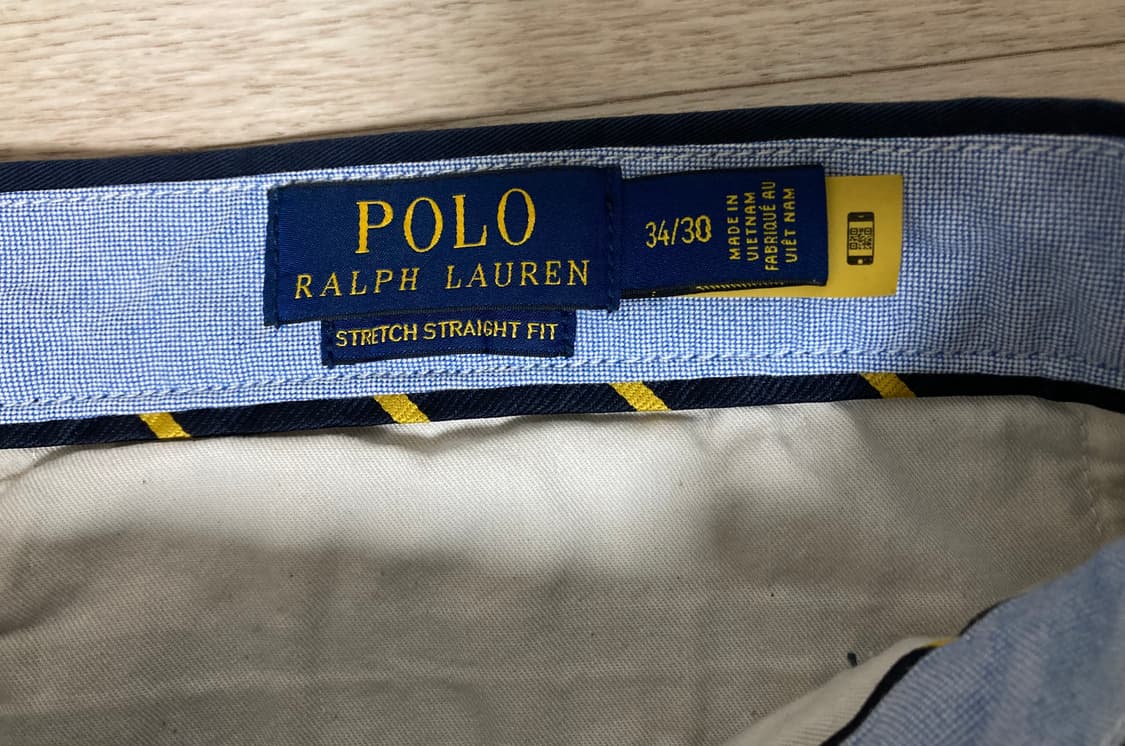 POLO
RALPH LAUREN
STRETCH STRAIGHT FIT
34/30
MADE IN
VIETNAM
FABRIQUÉ AU
VIÊT NAM